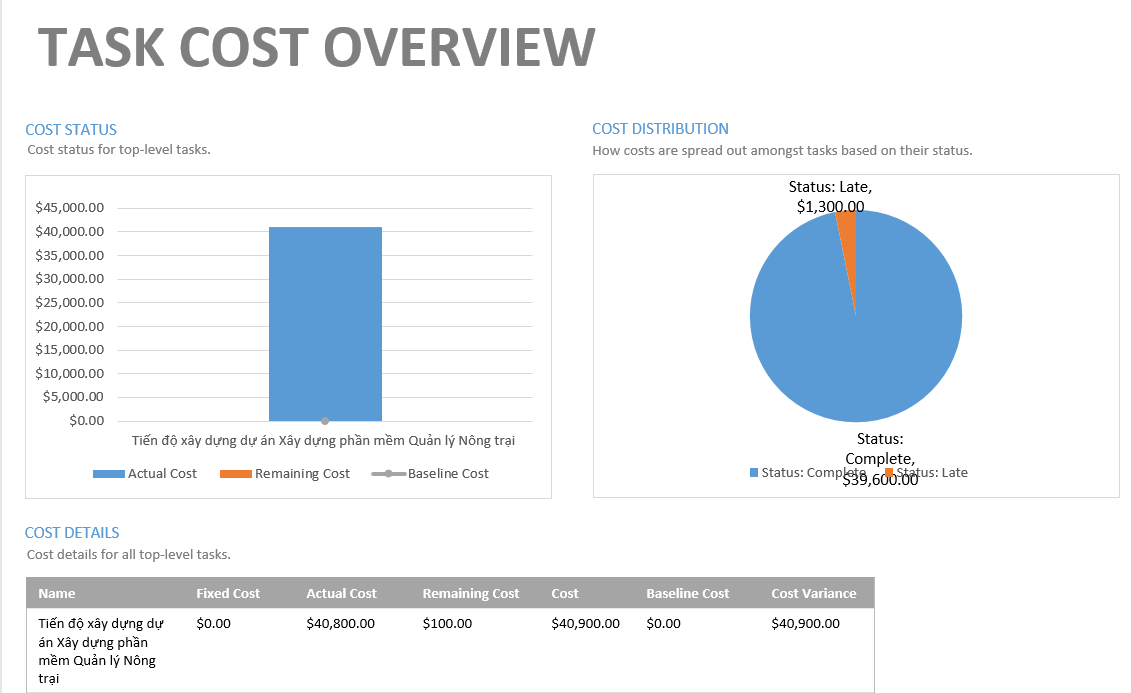 TASK COST OVERVIEW
COST STATUS
Cost status for top-level tasks.
$45,000.00
$40,000.00
$35,000.00
$30,000.00
$25,000.00
$20,000.00
$15,000.00
$10,000.00
$5,000.00
$0.00
Tiến độ xây dựng dự án Xây dựng phần mềm Quản lý Nông trại
Actual Cost Remaining Cost Baseline Cost
COST DISTRIBUTION
How costs are spread out amongst tasks based on their status.
Status: Late,
$1,300.00
Status:
Complete,
$39,600.00
Status: Complete Status: Late
COST DETAILS
Cost details for all top-level tasks.
Name Fixed Cost Actual Cost Remaining Cost Cost Baseline Cost Cost Variance
Tiến độ xây dựng dự $0.00 $40,800.00 $100.00 $40,900.00 $0.00 $40,900.00
án Xây dựng phần
mềm Quản lý Nông
trại